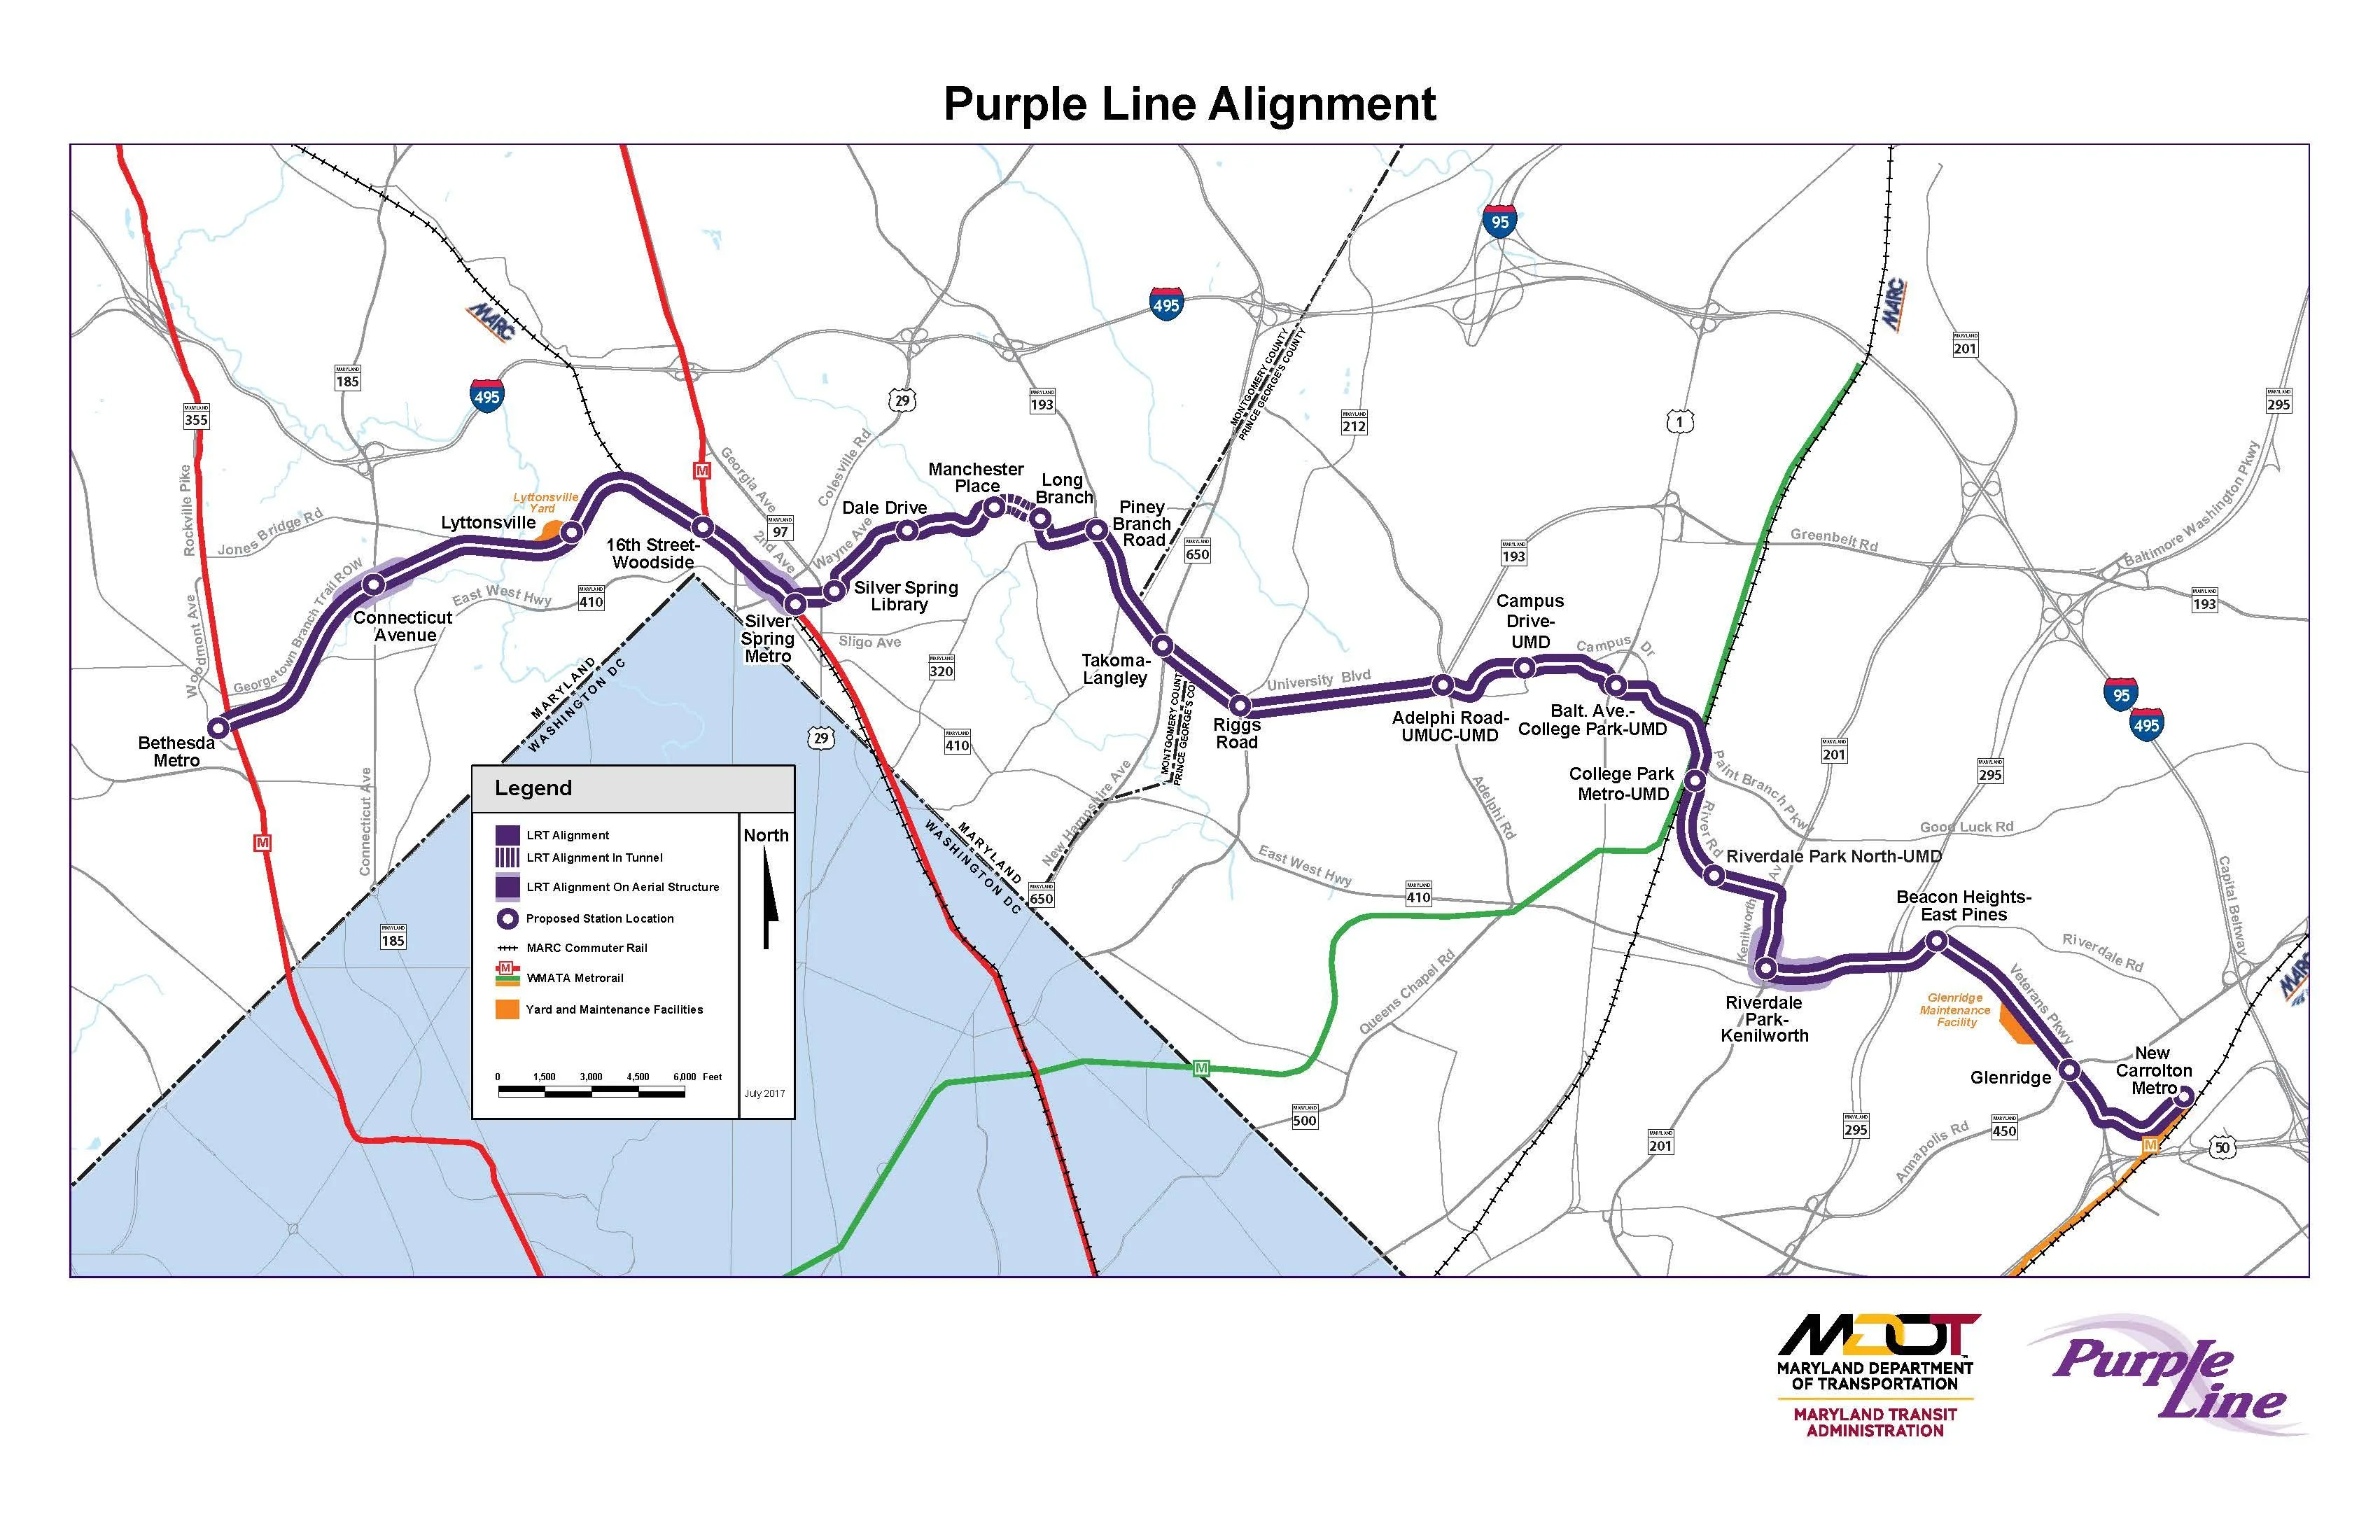 Purple Line Alignment
MARC
MARC
95
495
MARYLAND
201
MARYLAND
185
495
MARYLAND
295
MARYLAND
355
29
MARYLAND
193
MARYLAND
212
1
MONTGOMERY COUNTY
PRINCE GEORGE'S COUNTY
Rockville Pike
Georgia Ave
Colesville Rd
Manchester
Place
Long
Branch
Lyttonsville
Yard
Lyttonsville
Dale Drive
Piney
Branch
Road
Jones Bridge Rd
16th Street-
Woodside
MARYLAND
97
2nd Ave
Wayne Ave
MARYLAND
650
MARYLAND
193
Greenbelt Rd
Baltimore Washington Pkwy
MARYLAND
193
Georgetown Branch Trail ROW
Connecticut
Avenue
East West Hwy
MARYLAND
410
Silver Spring
Library
Silver
Spring
Metro
Sligo Ave
MARYLAND
320
Takoma-
Langley
Campus
Drive-
UMD
Campus Dr
Woodmont Ave
Bethesda
Metro
MARYLAND
WASHINGTON DC
University Blvd
Riggs
Road
Adelphi Road-
UMUC-UMD
Balt. Ave.-
College Park-UMD
95
495
29
MARYLAND
410
MONTGOMERY COUNT
PRINCE GEORGE'S CO
MARYLAND
201
MARYLAND
295
College Park
Metro-UMD
Paint Branch Pkwy
River Rd
Adelphi Rd
New Hampshire Ave
Good Luck Rd
Connecticut Ave
M
M
MARYLAND
WASHINGTON DC
MARYLAND
650
East West Hwy
MARYLAND
410
Riverdale Park North-UMD
Capital Beltway
Kenilworth Av
Beacon Heights-
East Pines
Riverdale Rd
MARYLAND
185
Queens Chapel Rd
Riverdale
Park-
Kenilworth
Glenridge
Maintenance
Facility
Veterans Pkwy
MARC
Glenridge
New
Carrolton
Metro
M
MARYLAND
500
MARYLAND
201
MARYLAND
295
Annapolis Rd
MARYLAND
450
M
50
Legend
LRT Alignment
LRT Alignment In Tunnel
LRT Alignment On Aerial Structure
Proposed Station Location
MARC Commuter Rail
M
WMATA Metrorail
Yard and Maintenance Facilities
North
0 1,500 3,000 4,500 6,000 Feet
July 2017
MDOT
MARYLAND DEPARTMENT
OF TRANSPORTATION
MARYLAND TRANSIT
ADMINISTRATION
Purple
Line